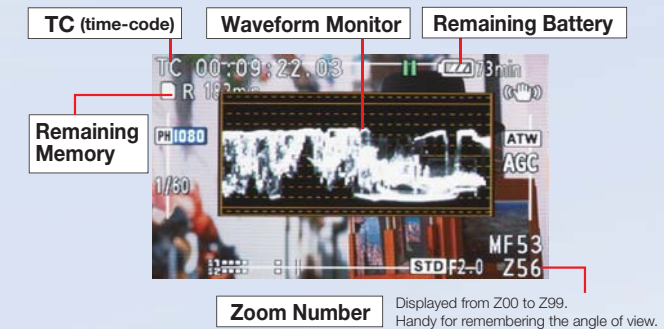 TC (time-code)
Waveform Monitor
Remaining Battery
TC 00:09:22.03
73min
R 182min
Remaining
Memory
PH 1080
ATW
AGC
1/60
MF53
STD F2.0 Z56
Zoom Number
Displayed from Z00 to Z99.
Handy for remembering the angle of view.